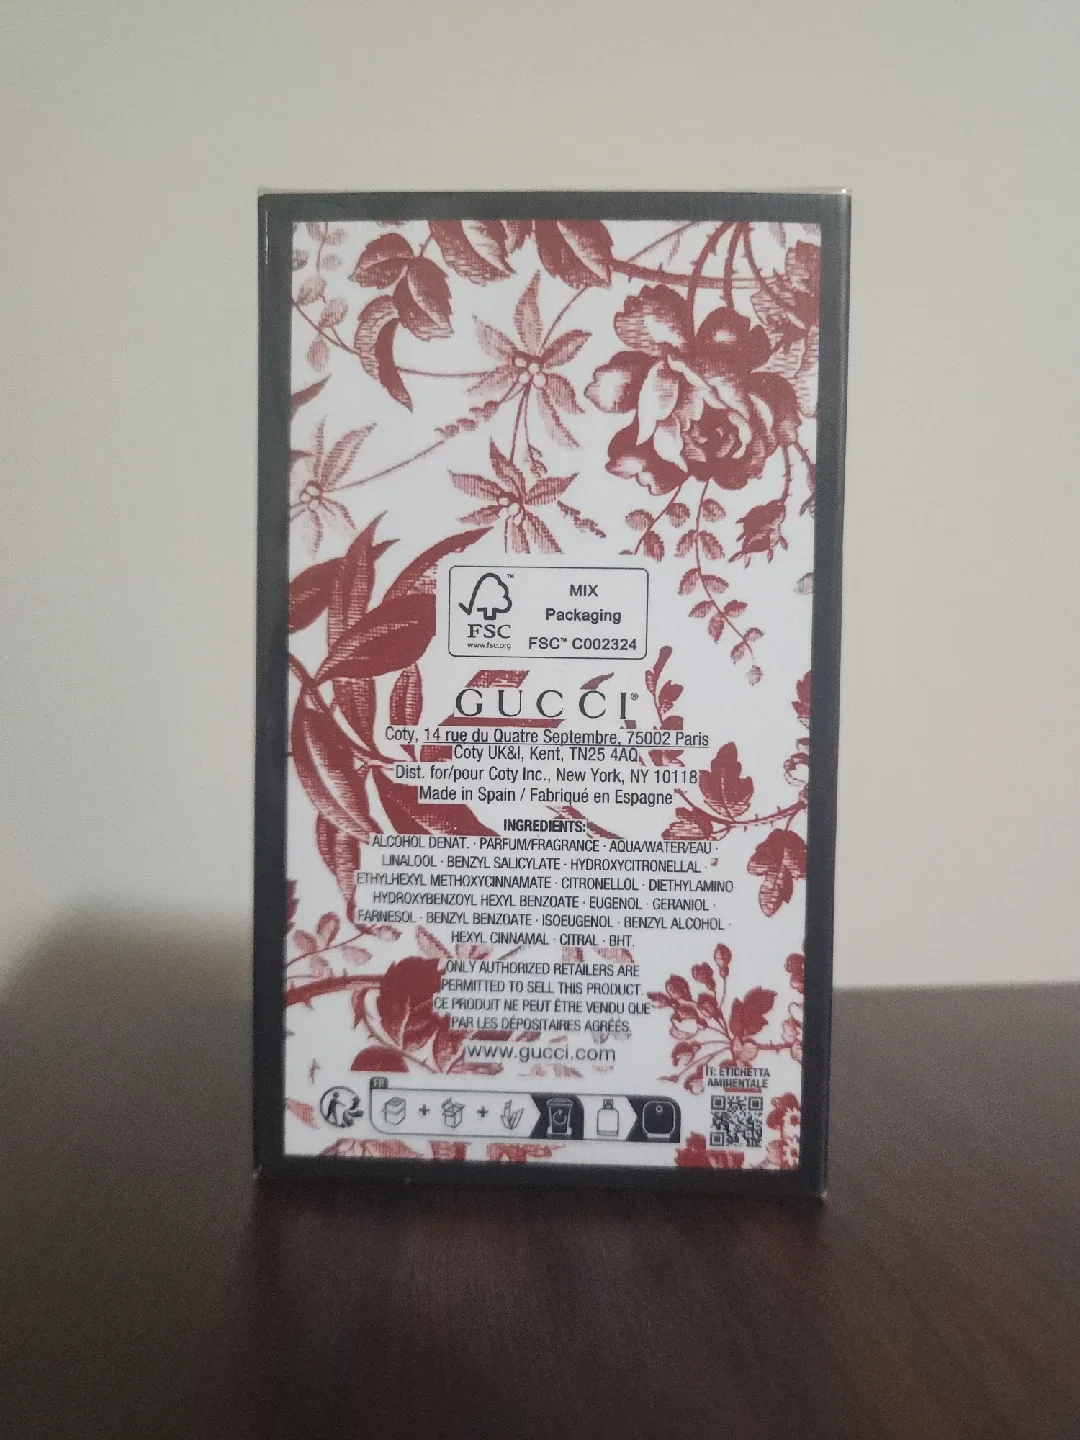 FSC™
www.fsc.org
MIX
Packaging
FSC™ C002324
GUCCI®
Coty, 14 rue du Quatre Septembre, 75002 Paris
Coty UK&I, Kent, TN25 4AQ
Dist. for/pour Coty Inc., New York, NY 10118
Made in Spain / Fabriqué en Espagne
INGREDIENTS:
ALCOHOL DENAT. · PARFUM/FRAGRANCE · AQUA/WATER/EAU ·
LINALOOL · BENZYL SALICYLATE · HYDROXYCITRONELLAL ·
ETHYLHEXYL METHOXYCINNAMATE · CITRONELLOL · DIETHYLAMINO
HYDROXYBENZOYL HEXYL BENZOATE · EUGENOL · GERANIOL ·
FARNESOL · BENZYL BENZOATE · ISOEUGENOL · BENZYL ALCOHOL ·
HEXYL CINNAMAL · CITRAL · BHT.
ONLY AUTHORIZED RETAILERS ARE
PERMITTED TO SELL THIS PRODUCT.
CE PRODUIT NE PEUT ÊTRE VENDU QUE
PAR LES DÉPOSITAIRES AGRÉÉS.
www.gucci.com
IT: ETICHETTA
AMBIENTALE
FR